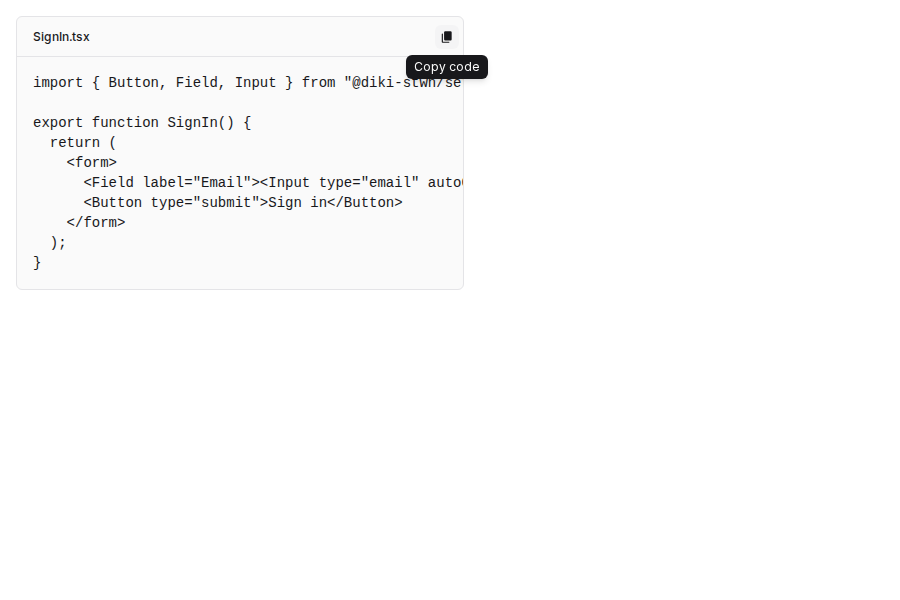 SignIn.tsx
Copy code
import { Button, Field, Input } from "@diki-stwn/se
export function SignIn() {
  return (
    <form>
      <Field label="Email"><Input type="email" auto
      <Button type="submit">Sign in</Button>
    </form>
  );
}